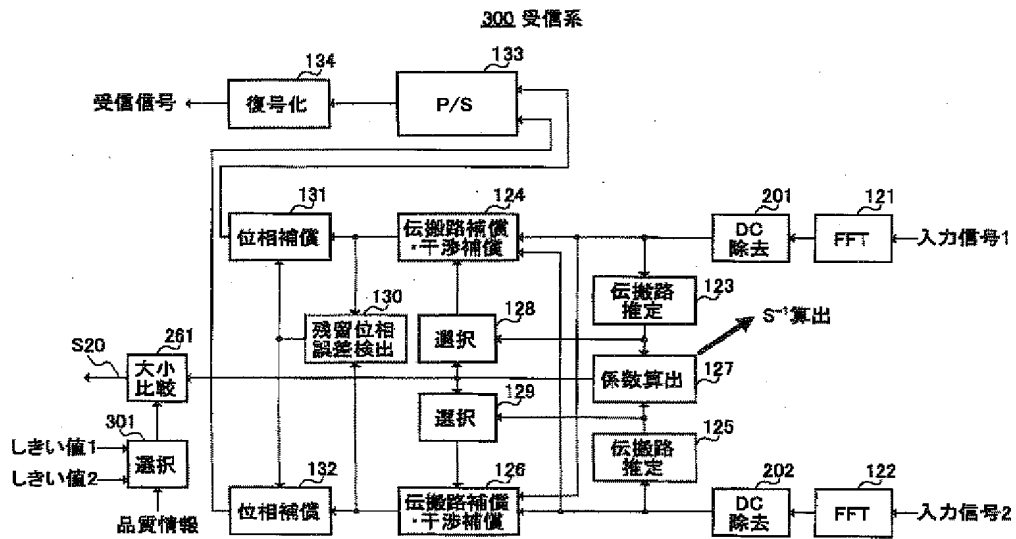 300 受信系
134
133
受信信号
復号化
P/S
131
124
201
121
位相補償
伝搬路補償
・干渉補償
DC
除去
FFT
入力信号1
123
伝搬路
推定
130
残留位相
誤差検出
128
選択
S⁻¹算出
S20
261
大小
比較
係数算出
127
129
選択
301
125
しきい値1
しきい値2
選択
伝搬路
推定
132
126
202
122
品質情報
位相補償
伝搬路補償
・干渉補償
DC
除去
FFT
入力信号2